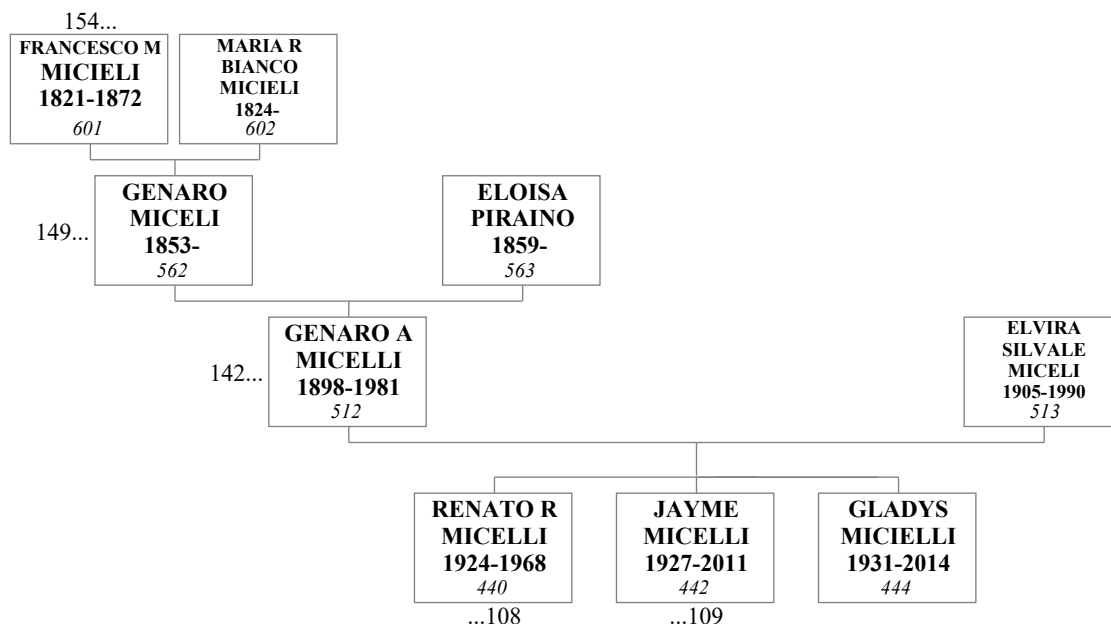 154...
FRANCESCO M
MICIELI
1821-1872
601
MARIA R
BIANCO
MICIELI
1824-
602
149...
GENARO
MICELI
1853-
562
ELOISA
PIRAINO
1859-
563
142...
GENARO A
MICELLI
1898-1981
512
ELVIRA
SILVALE
MICELI
1905-1990
513
RENATO R
MICELLI
1924-1968
440
...108
JAYME
MICELLI
1927-2011
442
...109
GLADYS
MICIELLI
1931-2014
444